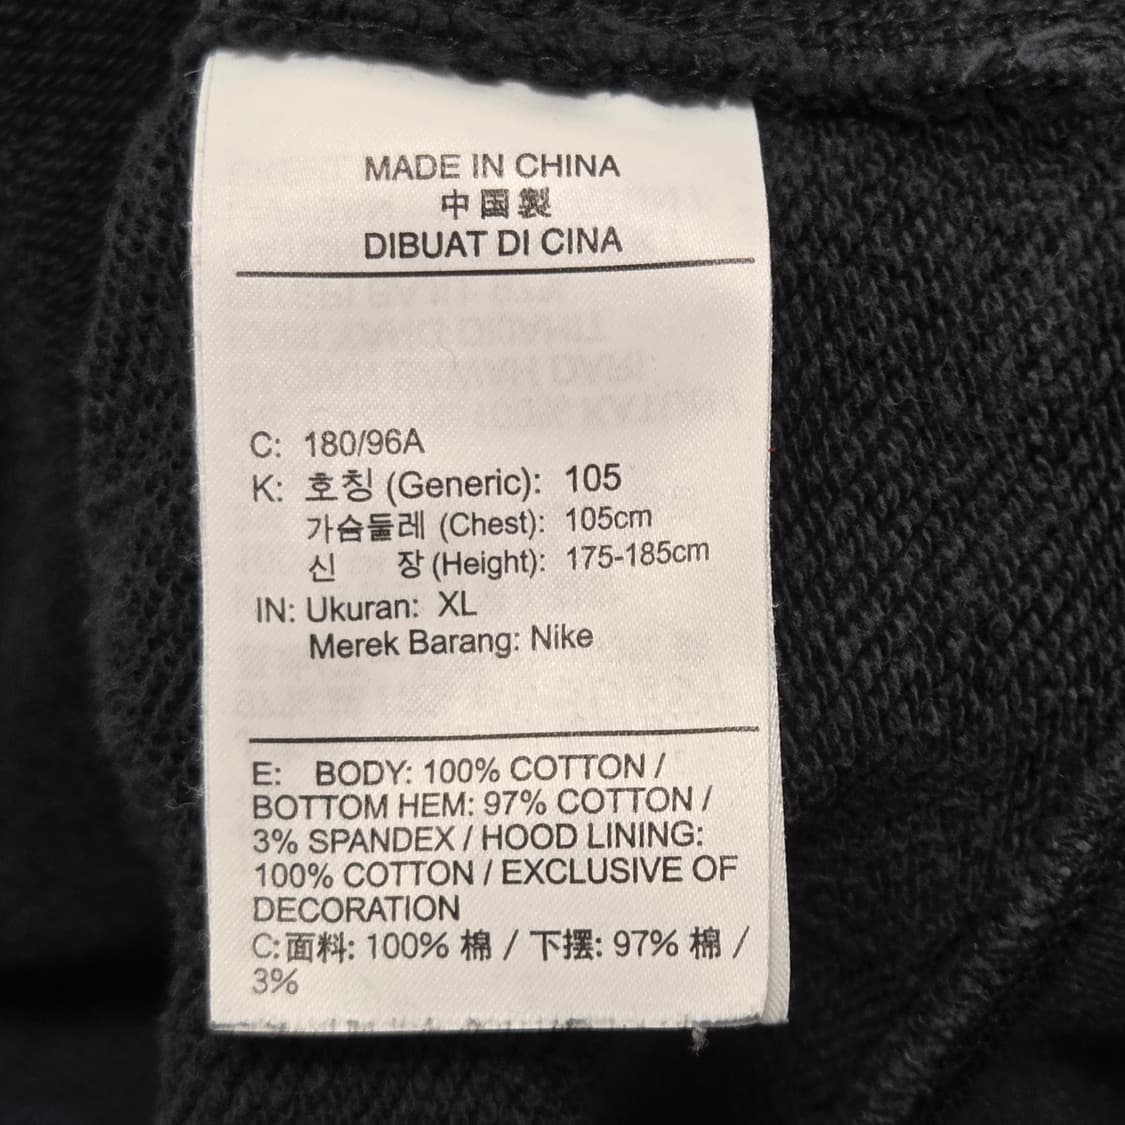 MADE IN CHINA
中国製
DIBUAT DI CINA
C: 180/96A
K: 호칭 (Generic): 105
가슴둘레 (Chest): 105cm
신 장 (Height): 175-185cm
IN: Ukuran: XL
Merek Barang: Nike
E: BODY: 100% COTTON /
BOTTOM HEM: 97% COTTON /
3% SPANDEX / HOOD LINING:
100% COTTON / EXCLUSIVE OF
DECORATION
C:面料: 100% 棉 / 下摆: 97% 棉 /
3%